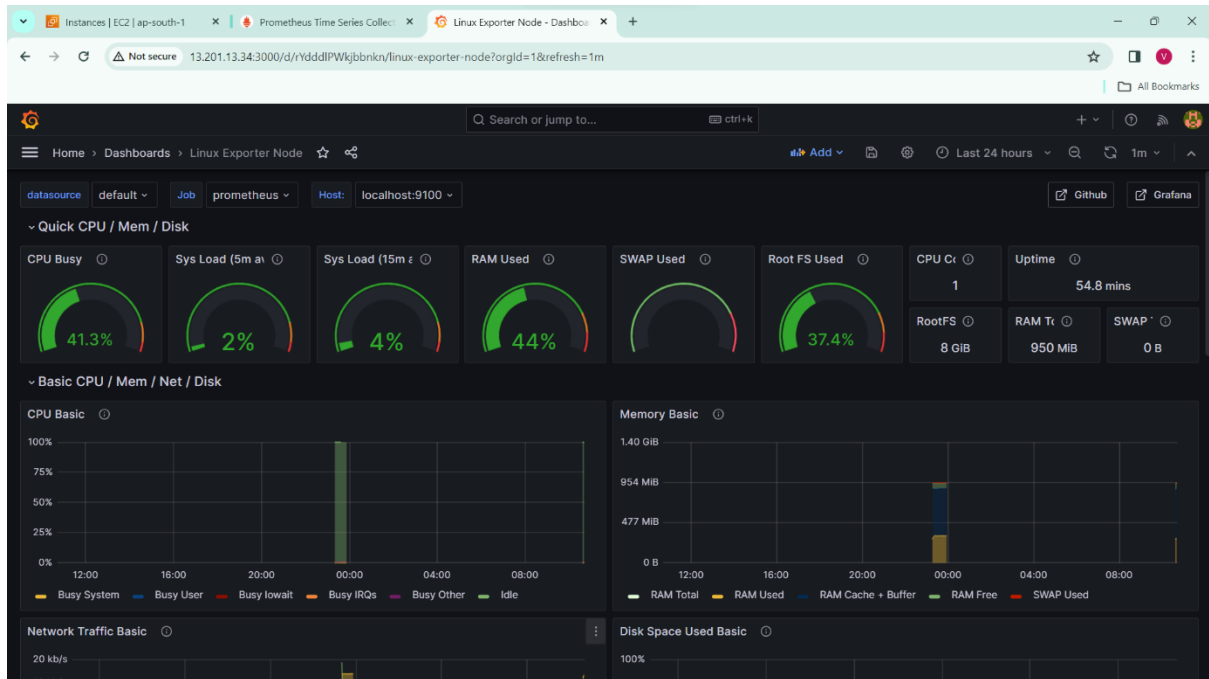 Instances | EC2 | ap-south-1
Prometheus Time Series Collect
Linux Exporter Node - Dashboa
Not secure 13.201.13.34:3000/d/rYdddlPWkjbbnkn/linux-exporter-node?orgId=1&refresh=1m
V
All Bookmarks
Search or jump to... ctrl+k
Home › Dashboards › Linux Exporter Node
Add
Last 24 hours
1m
datasource default Job prometheus Host: localhost:9100
Github Grafana
Quick CPU / Mem / Disk
CPU Busy
41.3%
Sys Load (5m av
2%
Sys Load (15m a
4%
RAM Used
44%
SWAP Used
Root FS Used
37.4%
CPU Co
1
Uptime
54.8 mins
RootFS
8 GiB
RAM To
950 MiB
SWAP
0 B
Basic CPU / Mem / Net / Disk
CPU Basic
100%
75%
50%
25%
0%
12:00 16:00 20:00 00:00 04:00 08:00
Busy System Busy User Busy Iowait Busy IRQs Busy Other Idle
Memory Basic
1.40 GiB
954 MiB
477 MiB
0 B
12:00 16:00 20:00 00:00 04:00 08:00
RAM Total RAM Used RAM Cache + Buffer RAM Free SWAP Used
Network Traffic Basic
20 kb/s
Disk Space Used Basic
100%